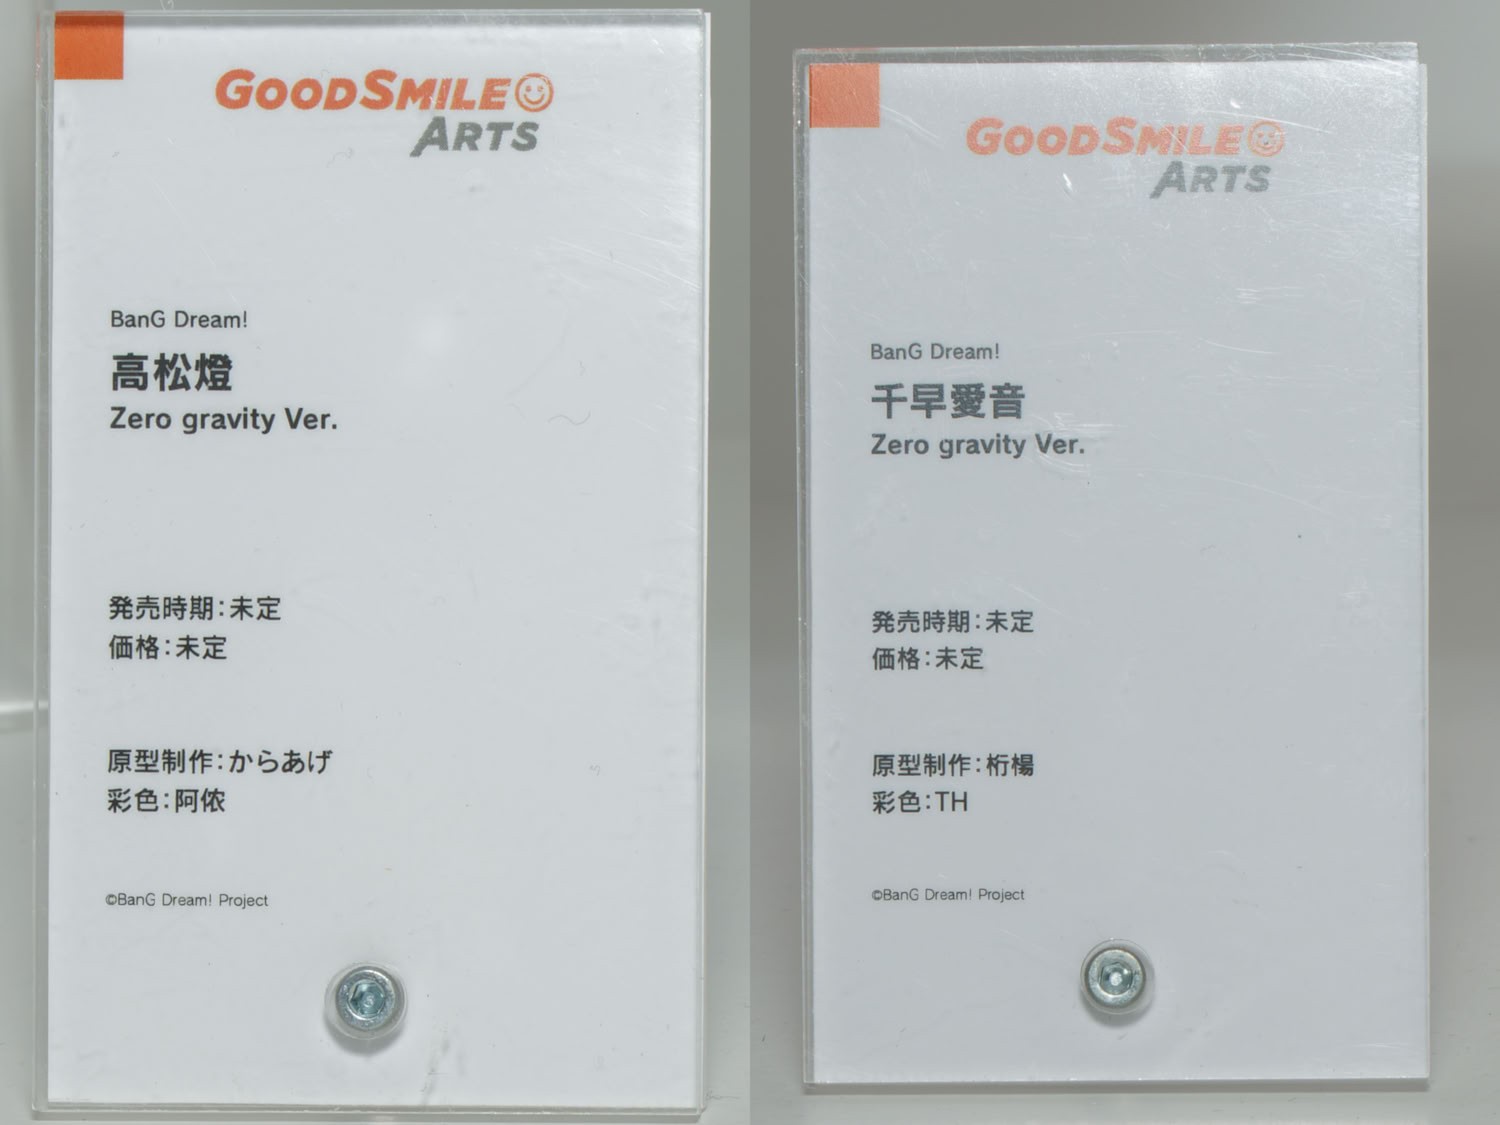 GOODSMILE
ARTS
BanG Dream!
高松燈
Zero gravity Ver.
発売時期：未定
価格：未定
原型制作：からあげ
彩色：阿侬
©BanG Dream! Project
GOODSMILE
ARTS
BanG Dream!
千早愛音
Zero gravity Ver.
発売時期：未定
価格：未定
原型制作：桁楊
彩色：TH
©BanG Dream! Project